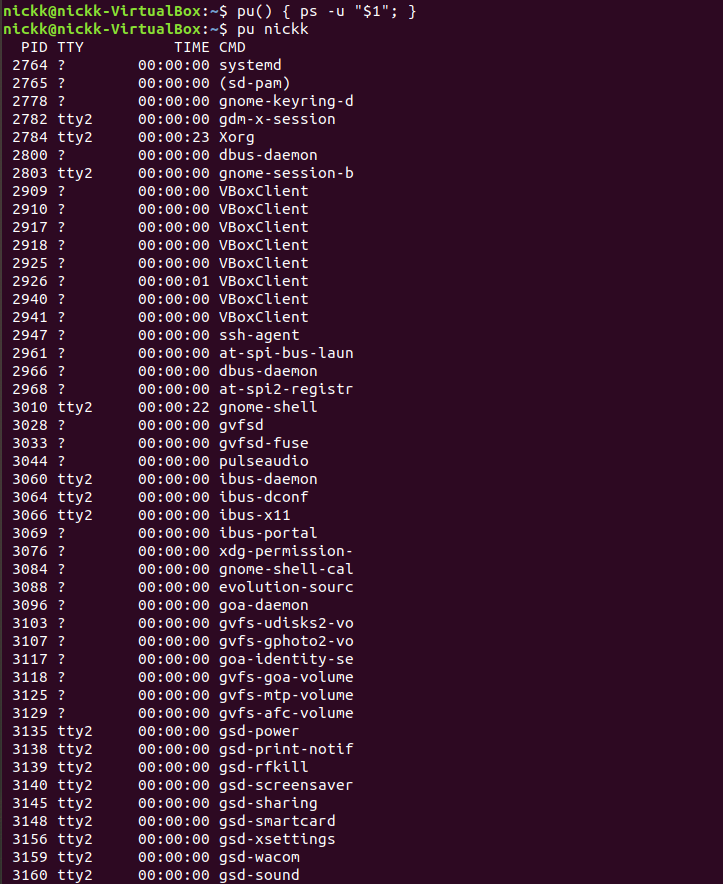 nickk@nickk-VirtualBox:~$ pu() { ps -u "$1"; }
nickk@nickk-VirtualBox:~$ pu nickk
  PID TTY          TIME CMD
 2764 ?        00:00:00 systemd
 2765 ?        00:00:00 (sd-pam)
 2778 ?        00:00:00 gnome-keyring-d
 2782 tty2     00:00:00 gdm-x-session
 2784 tty2     00:00:23 Xorg
 2800 ?        00:00:00 dbus-daemon
 2803 tty2     00:00:00 gnome-session-b
 2909 ?        00:00:00 VBoxClient
 2910 ?        00:00:00 VBoxClient
 2917 ?        00:00:00 VBoxClient
 2918 ?        00:00:00 VBoxClient
 2925 ?        00:00:00 VBoxClient
 2926 ?        00:00:01 VBoxClient
 2940 ?        00:00:00 VBoxClient
 2941 ?        00:00:00 VBoxClient
 2947 ?        00:00:00 ssh-agent
 2961 ?        00:00:00 at-spi-bus-laun
 2966 ?        00:00:00 dbus-daemon
 2968 ?        00:00:00 at-spi2-registr
 3010 tty2     00:00:22 gnome-shell
 3028 ?        00:00:00 gvfsd
 3033 ?        00:00:00 gvfsd-fuse
 3044 ?        00:00:00 pulseaudio
 3060 tty2     00:00:00 ibus-daemon
 3064 tty2     00:00:00 ibus-dconf
 3066 tty2     00:00:00 ibus-x11
 3069 ?        00:00:00 ibus-portal
 3076 ?        00:00:00 xdg-permission-
 3084 ?        00:00:00 gnome-shell-cal
 3088 ?        00:00:00 evolution-sourc
 3096 ?        00:00:00 goa-daemon
 3103 ?        00:00:00 gvfs-udisks2-vo
 3107 ?        00:00:00 gvfs-gphoto2-vo
 3117 ?        00:00:00 goa-identity-se
 3118 ?        00:00:00 gvfs-goa-volume
 3125 ?        00:00:00 gvfs-mtp-volume
 3129 ?        00:00:00 gvfs-afc-volume
 3135 tty2     00:00:00 gsd-power
 3138 tty2     00:00:00 gsd-print-notif
 3139 tty2     00:00:00 gsd-rfkill
 3140 tty2     00:00:00 gsd-screensaver
 3145 tty2     00:00:00 gsd-sharing
 3148 tty2     00:00:00 gsd-smartcard
 3156 tty2     00:00:00 gsd-xsettings
 3159 tty2     00:00:00 gsd-wacom
 3160 tty2     00:00:00 gsd-sound